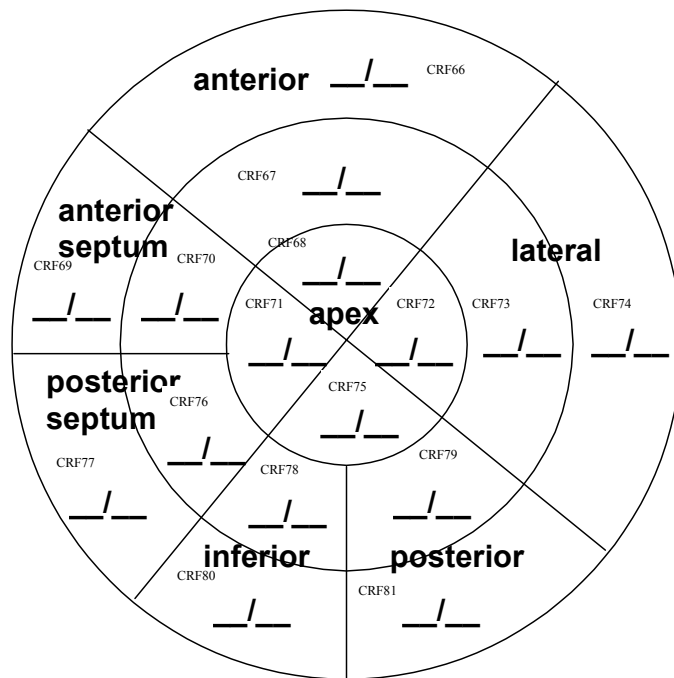 anterior __/__ CRF66
CRF67 __/__
anterior
septum
CRF68
lateral
CRF69 CRF70 __/__
__/__ __/__ CRF71 apex CRF72 CRF73 CRF74
__/__ __/__ __/__ __/__
posterior
septum
CRF75
CRF76 __/__
CRF77 __/__ CRF78 CRF79
__/__ __/__ __/__
inferior posterior
CRF80 CRF81
__/__ __/__